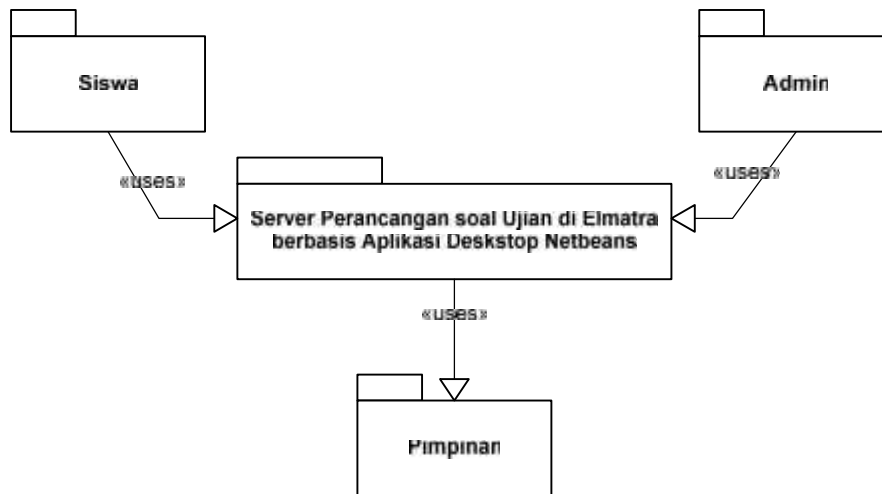 Siswa
Admin
«uses»
«uses»
Server Perancangan soal Ujian di Elmatra
berbasis Aplikasi Deskstop Netbeans
«uses»
Pimpinan